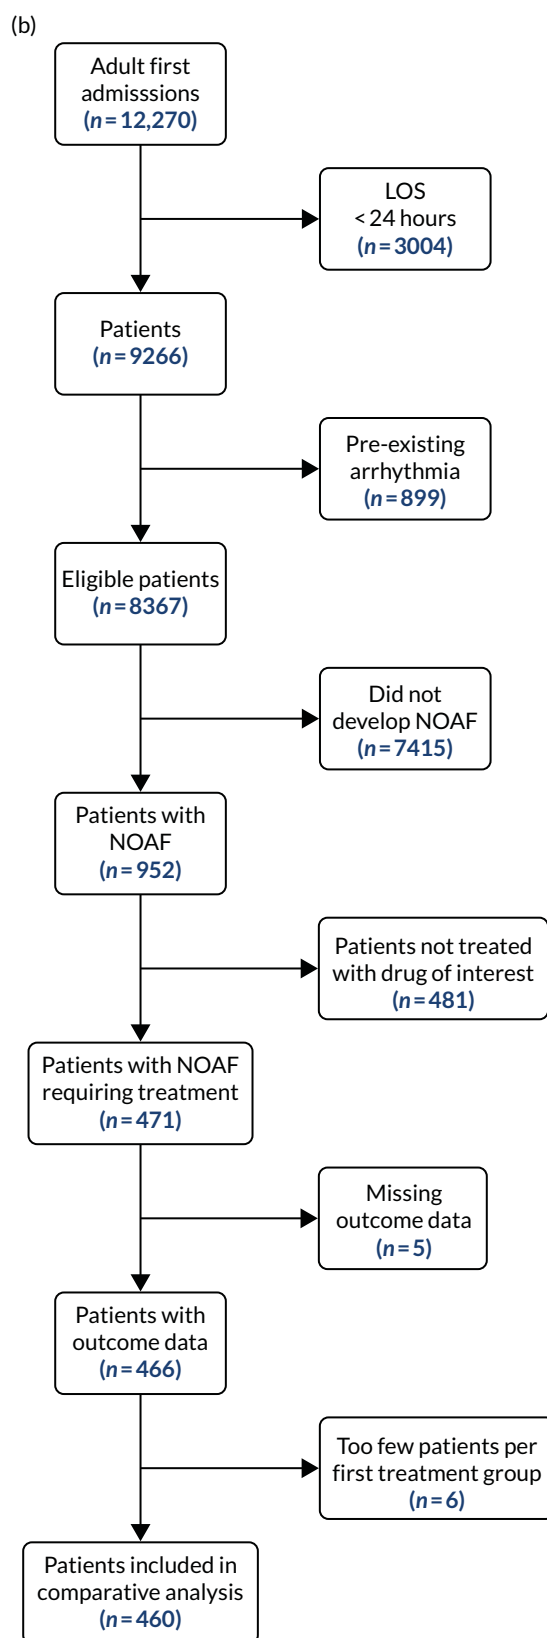 (b)
Adult first
admisssions
(n = 12,270)
LOS
< 24 hours
(n = 3004)
Patients
(n = 9266)
Pre-existing
arrhythmia
(n = 899)
Eligible patients
(n = 8367)
Did not
develop NOAF
(n = 7415)
Patients with
NOAF
(n = 952)
Patients not treated
with drug of interest
(n = 481)
Patients with NOAF
requiring treatment
(n = 471)
Missing
outcome data
(n = 5)
Patients with
outcome data
(n = 466)
Too few patients per
first treatment group
(n = 6)
Patients included in
comparative analysis
(n = 460)